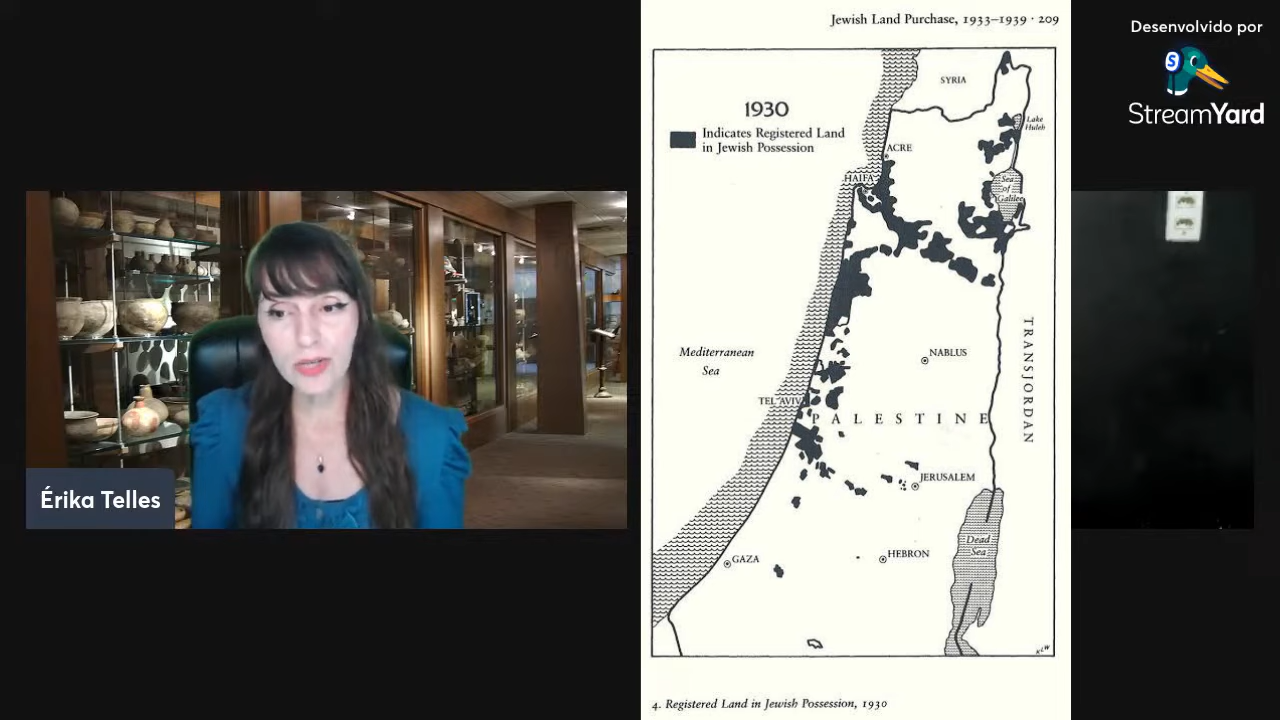 Jewish Land Purchase, 1933–1939 · 209
Desenvolvido por
StreamYard
SYRIA
1930
Indicates Registered Land
in Jewish Possession
Lake
Huleh
ACRE
HAIFA
Sea
of
Galilee
TRANSJORDAN
NABLUS
Mediterranean
Sea
TEL AVIV
PALESTINE
JERUSALEM
Érika Telles
Dead
Sea
HEBRON
GAZA
KLW
4. Registered Land in Jewish Possession, 1930